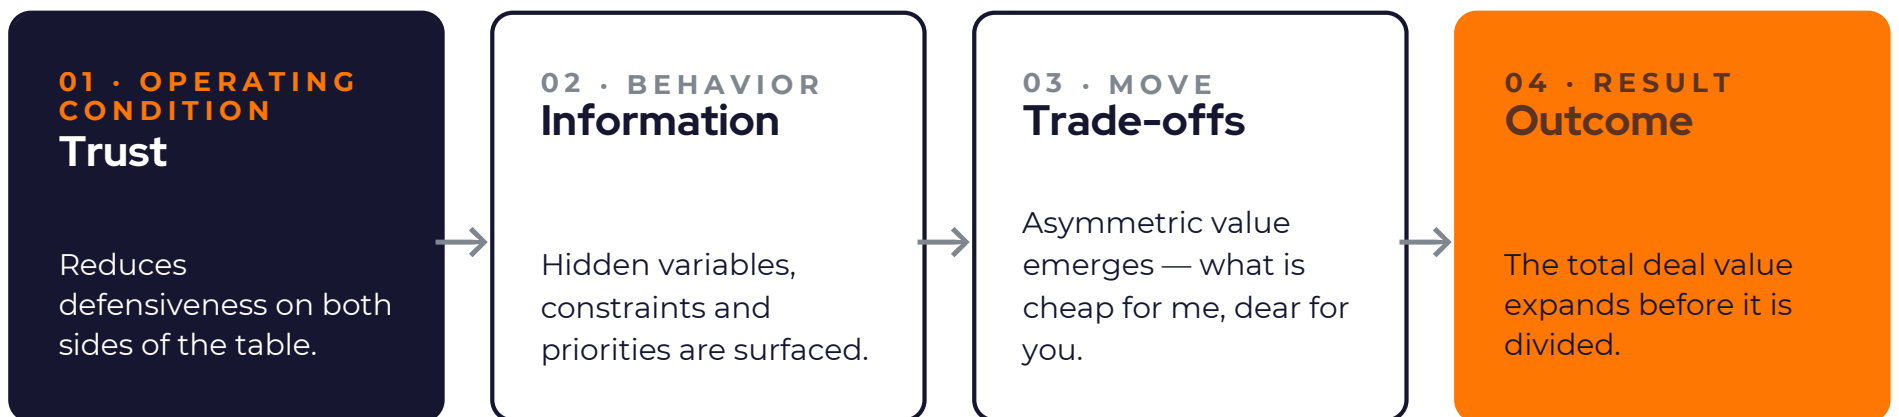 01 · OPERATING
CONDITION
Trust
Reduces
defensiveness on both
sides of the table.
02 · BEHAVIOR
Information
Hidden variables,
constraints and
priorities are surfaced.
03 · MOVE
Trade-offs
Asymmetric value
emerges — what is
cheap for me, dear for
you.
04 · RESULT
Outcome
The total deal value
expands before it is
divided.